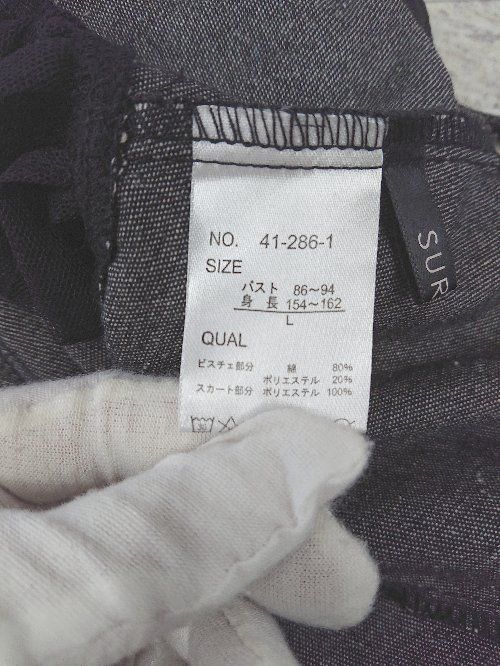 NO. 41-286-1
SIZE
バスト 86～94
身長 154～162
L
QUAL
ビスチェ部分 綿 80%
ポリエステル 20%
スカート部分 ポリエステル 100%
SUR